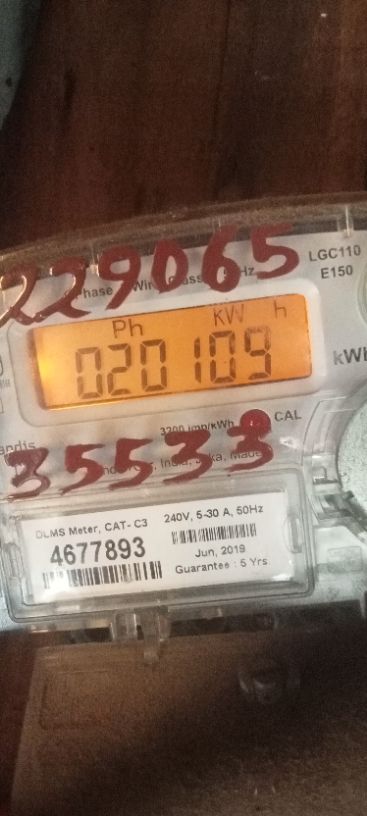 229065
LGC110
E150
Ph KW h
020109
kWh
3200 imp/kWh CAL
35533
DLMS Meter, CAT- C3 240V, 5-30 A, 50Hz
4677893
Jun, 2019
Guarantee : 5 Yrs